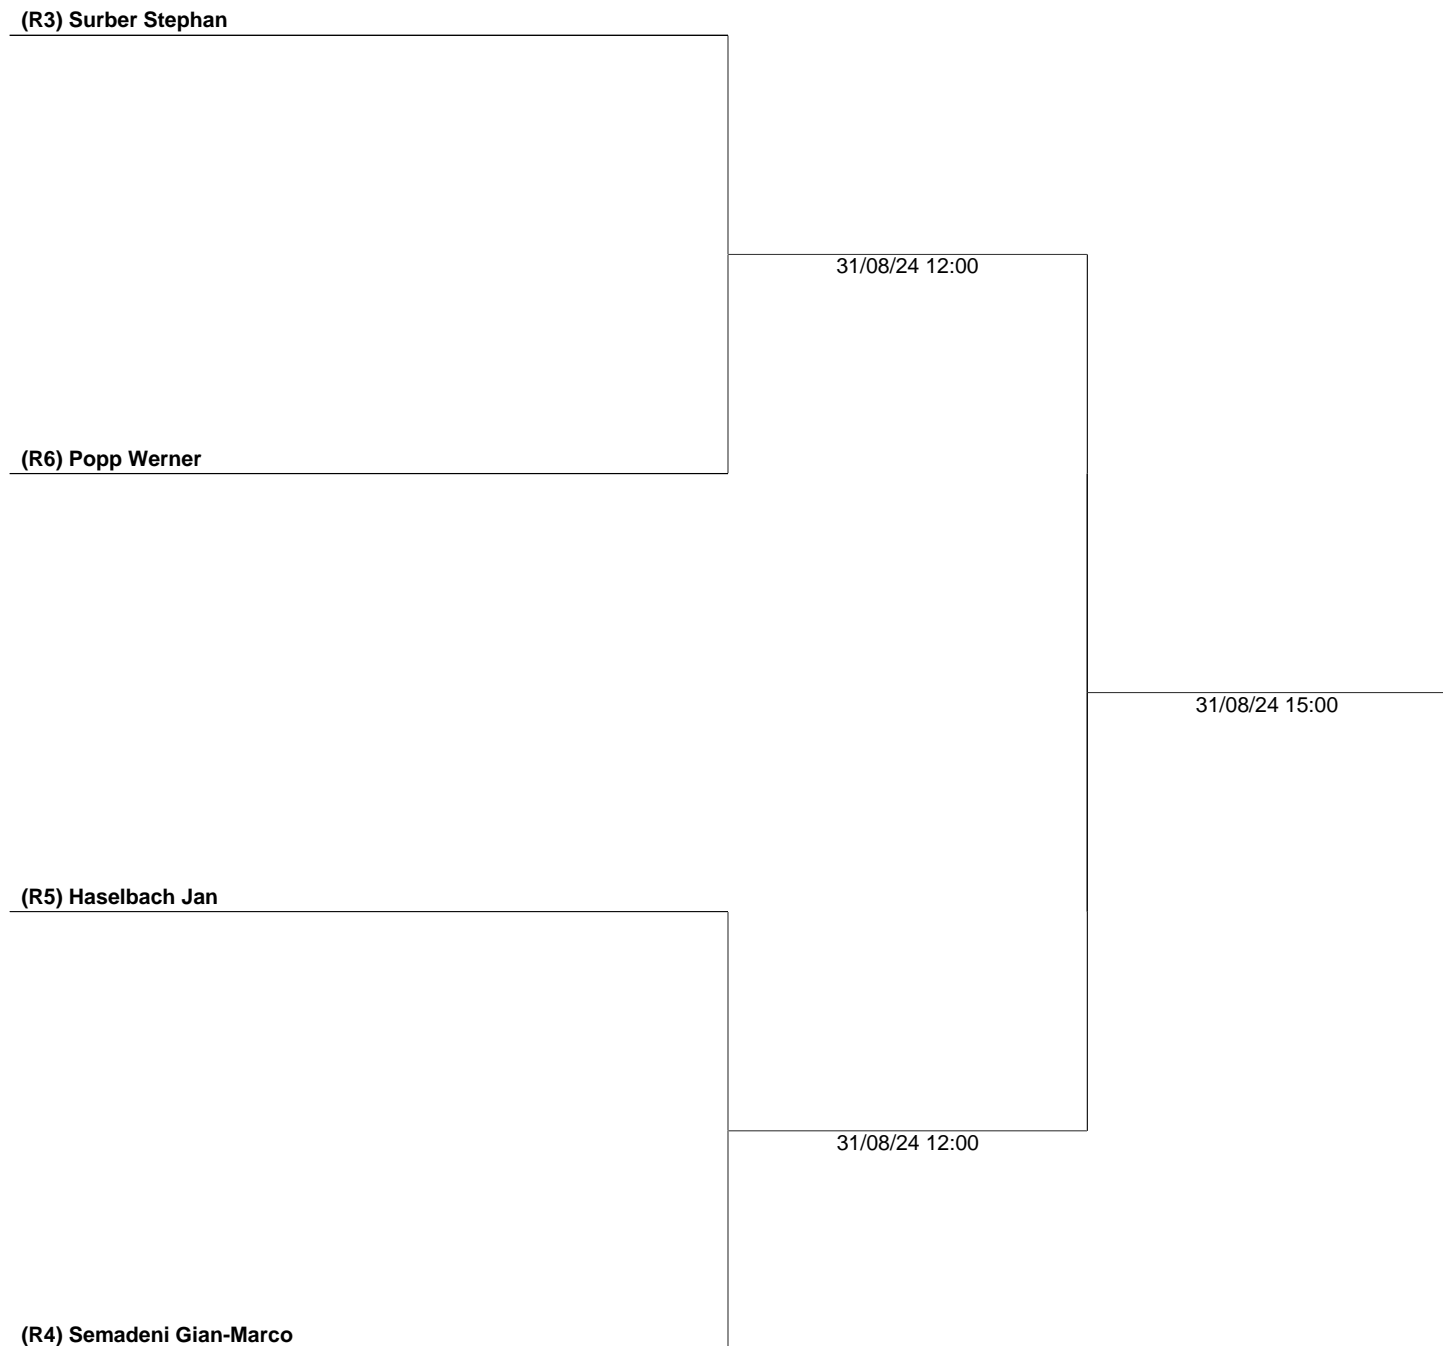 (R3) Surber Stephan
31/08/24 12:00
(R6) Popp Werner
31/08/24 15:00
(R5) Haselbach Jan
31/08/24 12:00
(R4) Semadeni Gian-Marco